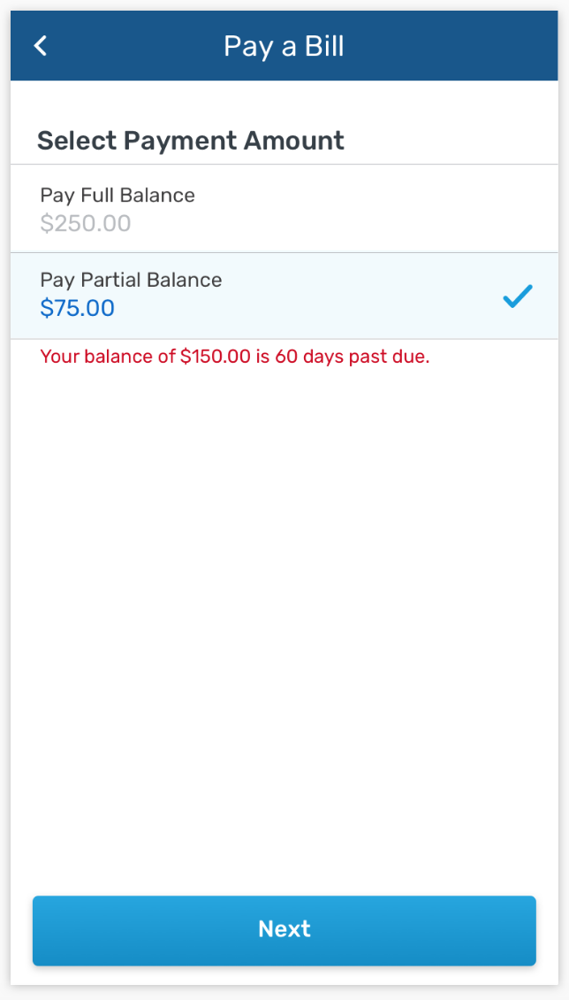 Pay a Bill
Select Payment Amount
Pay Full Balance
$250.00
Pay Partial Balance
$75.00
Your balance of $150.00 is 60 days past due.
Next